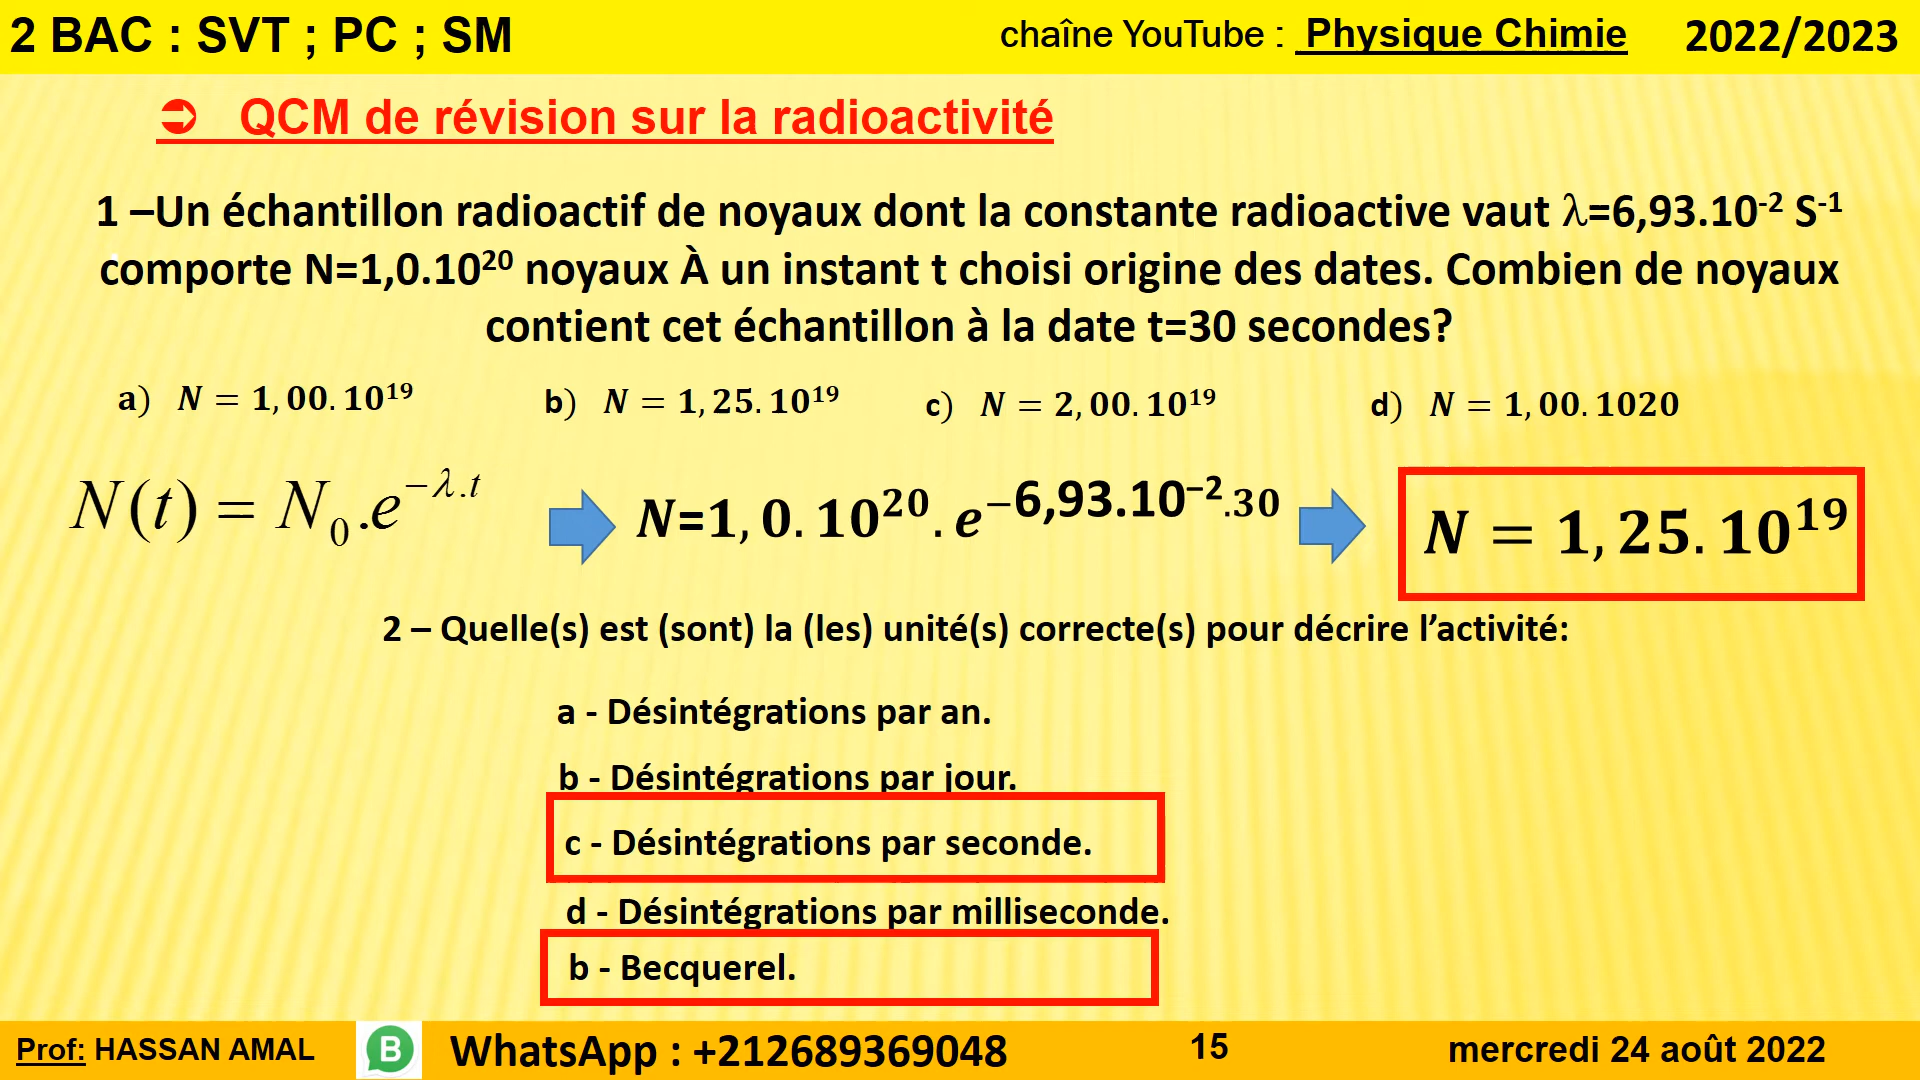 2 BAC : SVT ; PC ; SM chaîne YouTube : Physique Chimie 2022/2023
➲ QCM de révision sur la radioactivité
1 –Un échantillon radioactif de noyaux dont la constante radioactive vaut λ=6,93.10⁻² S⁻¹
comporte N=1,0.10²⁰ noyaux À un instant t choisi origine des dates. Combien de noyaux
contient cet échantillon à la date t=30 secondes?
a) N = 1,00.10¹⁹ b) N = 1,25.10¹⁹ c) N = 2,00.10¹⁹ d) N = 1,00.1020
N(t) = N₀.e^{-λ.t} N=1,0.10²⁰.e^{-6,93.10⁻².30} N = 1,25.10¹⁹
2 – Quelle(s) est (sont) la (les) unité(s) correcte(s) pour décrire l’activité:
a - Désintégrations par an.
b - Désintégrations par jour.
c - Désintégrations par seconde.
d - Désintégrations par milliseconde.
b - Becquerel.
Prof: HASSAN AMAL B WhatsApp : +212689369048 15 mercredi 24 août 2022